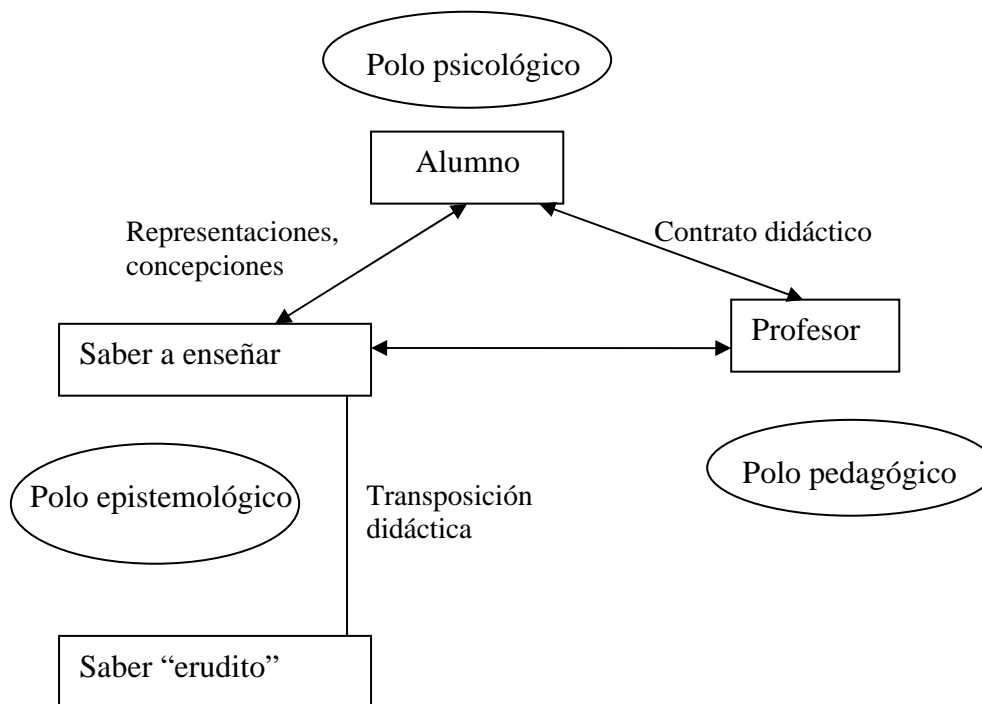 Polo psicológico
Alumno
Representaciones,
concepciones
Contrato didáctico
Saber a enseñar
Profesor
Polo epistemológico
Transposición
didáctica
Polo pedagógico
Saber “erudito”